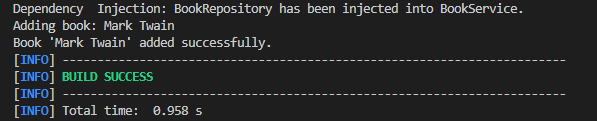 Dependency  Injection: BookRepository has been injected into BookService.
Adding book: Mark Twain
Book 'Mark Twain' added successfully.
[INFO] ------------------------------------------------------------------------
[INFO] BUILD SUCCESS
[INFO] ------------------------------------------------------------------------
[INFO] Total time:  0.958 s